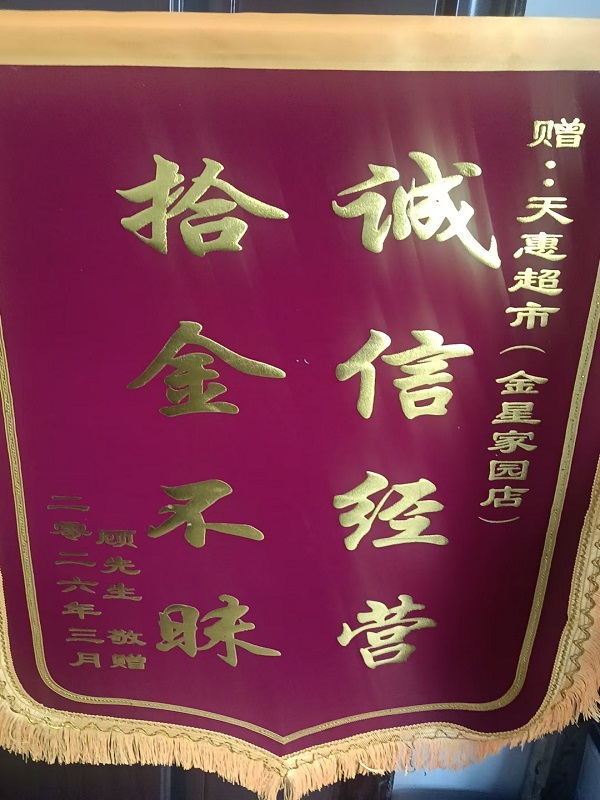 赠：天惠超市（金星家园店）
诚信经营
拾金不昧
顾先生 敬赠
二零二六年三月